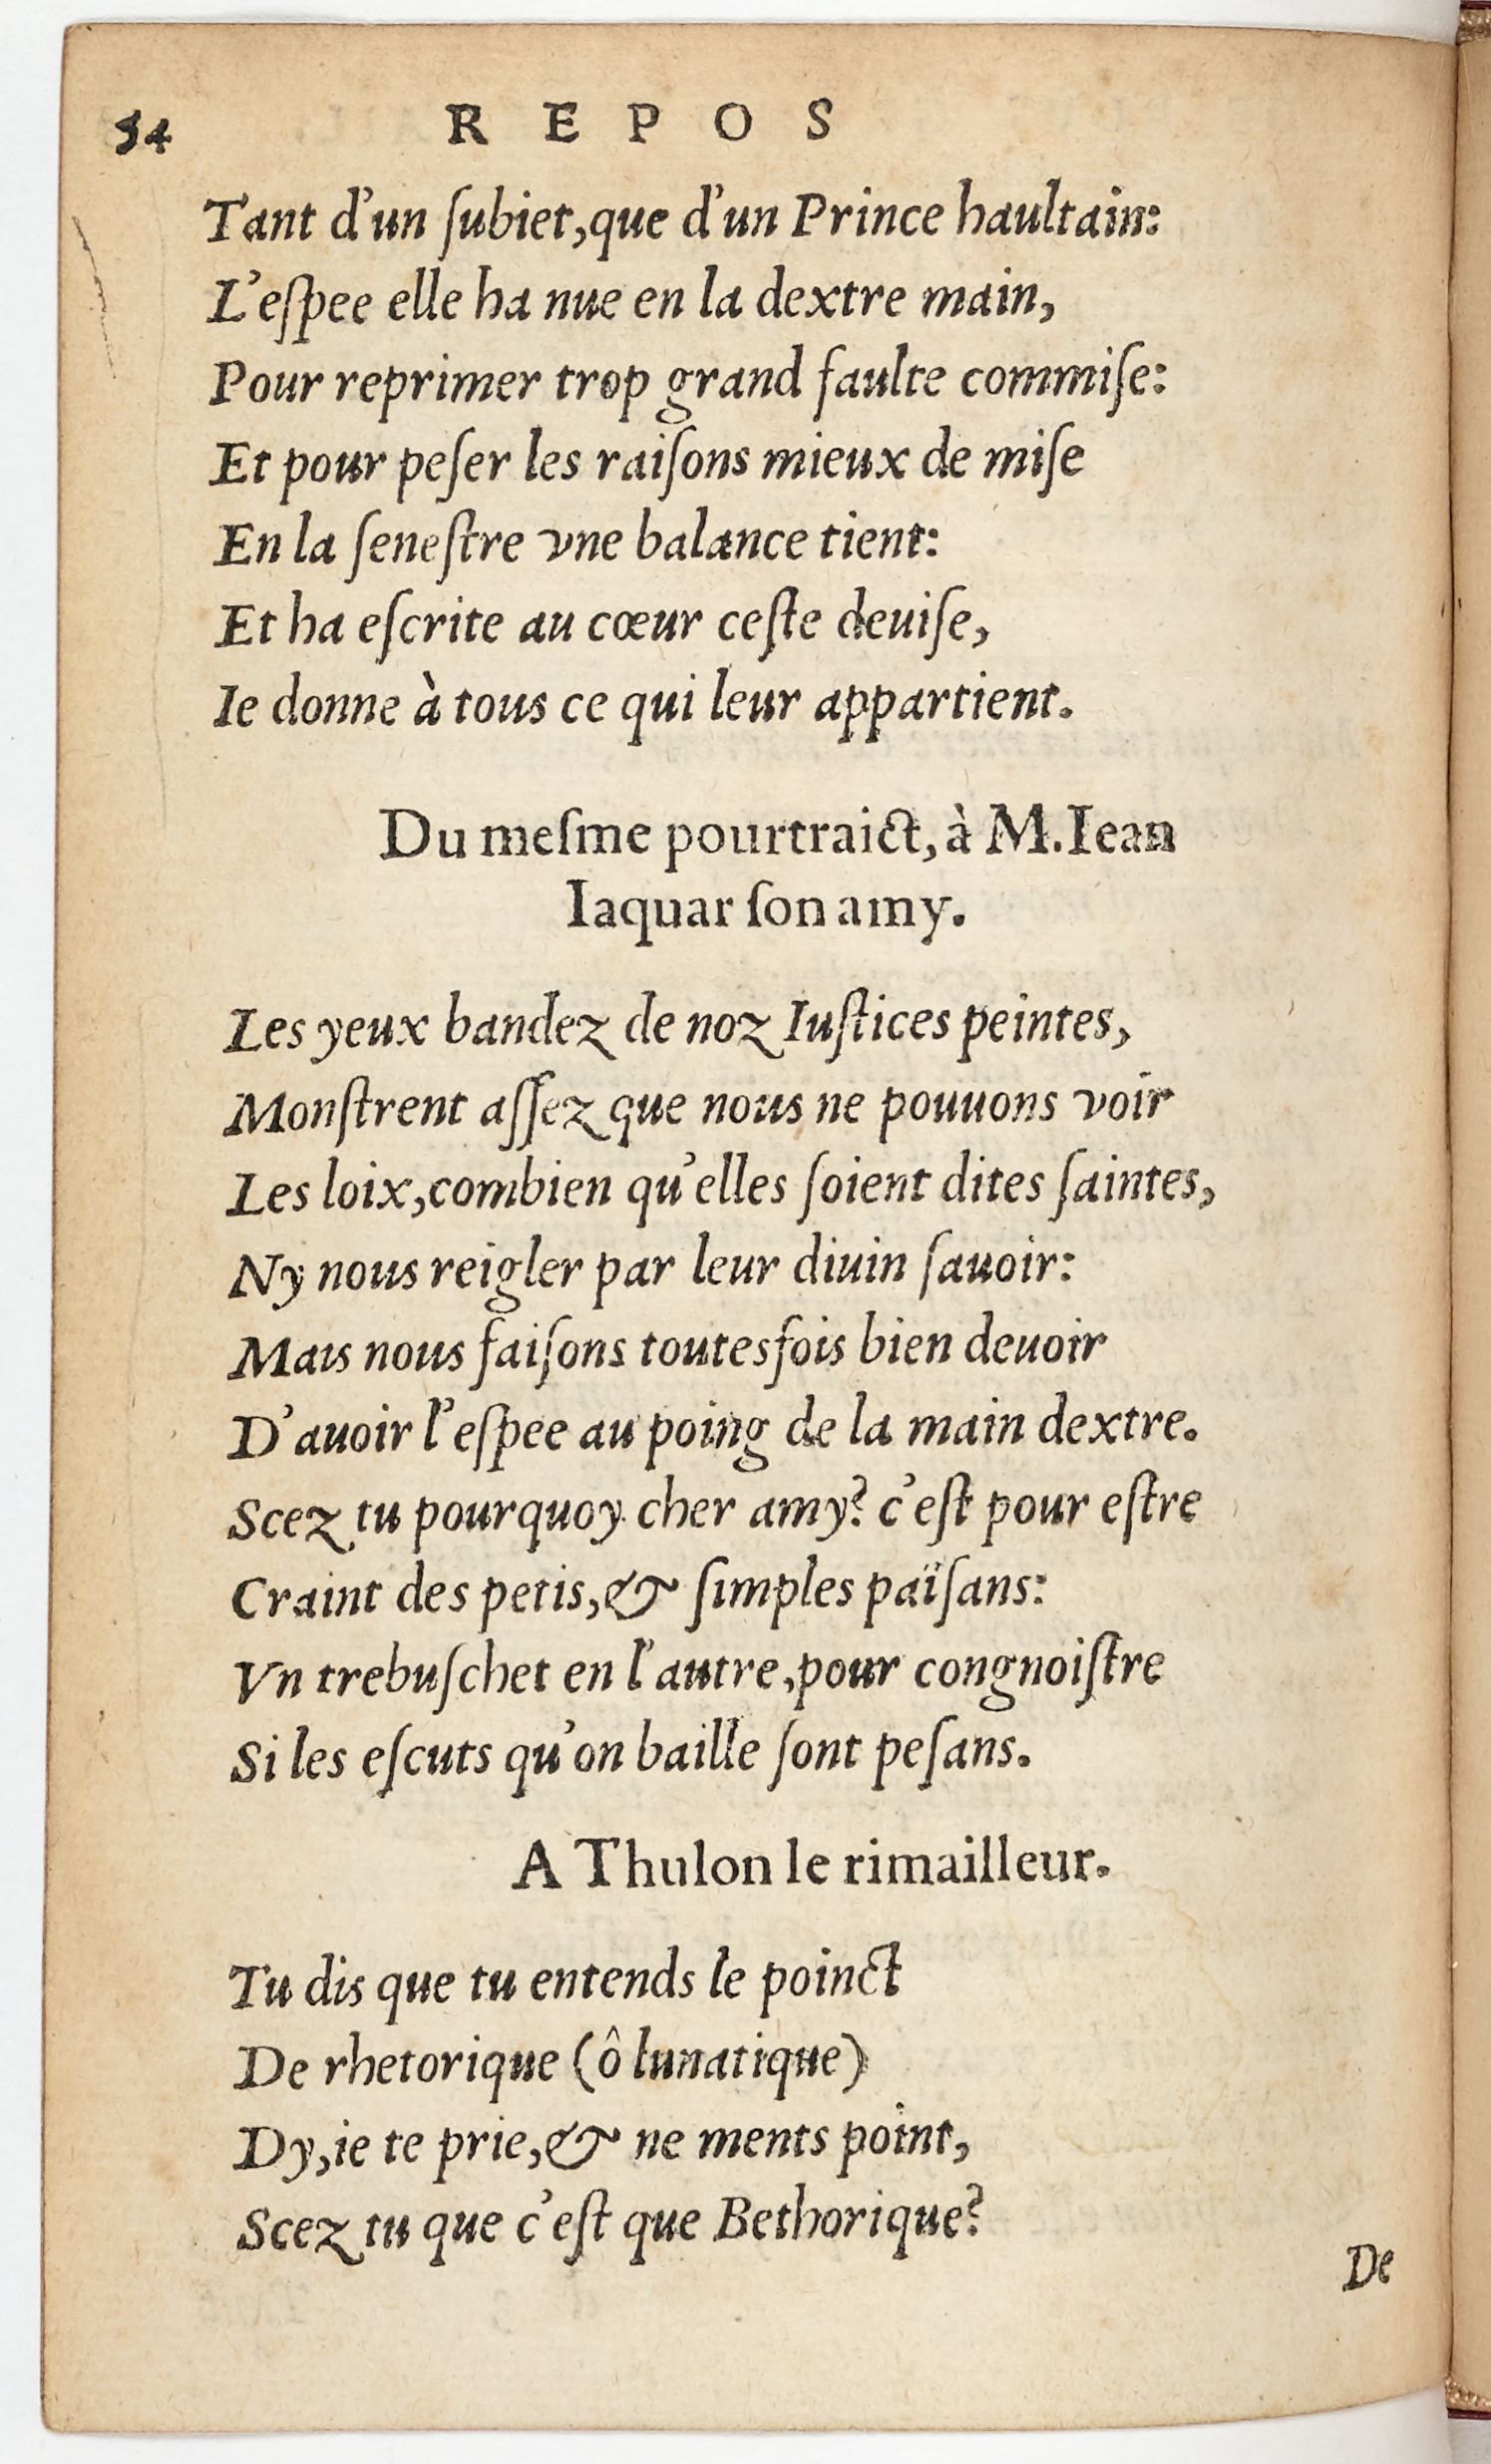 54 REPOS
Tant d'un ſubiet, que d'un Prince haultain:
L'eſpee elle ha nue en la dextre main,
Pour reprimer trop grand faulte commiſe:
Et pour peſer les raiſons mieux de miſe
En la ſeneſtre vne balance tient:
Et ha eſcrite au cœur ceſte deuiſe,
Ie donne à tous ce qui leur appartient.
Du meſme pourtraict, à M. Iean
Iaquar ſon amy.
Les yeux bandez de noz Iuſtices peintes,
Monſtrent aſſez que nous ne pouuons voir
Les loix, combien qu'elles ſoient dites ſaintes,
Ny nous reigler par leur diuin ſauoir:
Mais nous faiſons toutesfois bien deuoir
D'auoir l'eſpee au poing de la main dextre.
Scez tu pourquoy cher amy? c'eſt pour eſtre
Craint des petis, & ſimples païſans:
Vn trebuſchet en l'autre, pour congnoiſtre
Si les eſcuts qu'on baille ſont peſans.
A Thulon le rimailleur.
Tu dis que tu entends le poinct
De rhetorique (ô lunatique)
Dy, ie te prie, & ne ments point,
Scez tu que c'eſt que Bethorique?
De